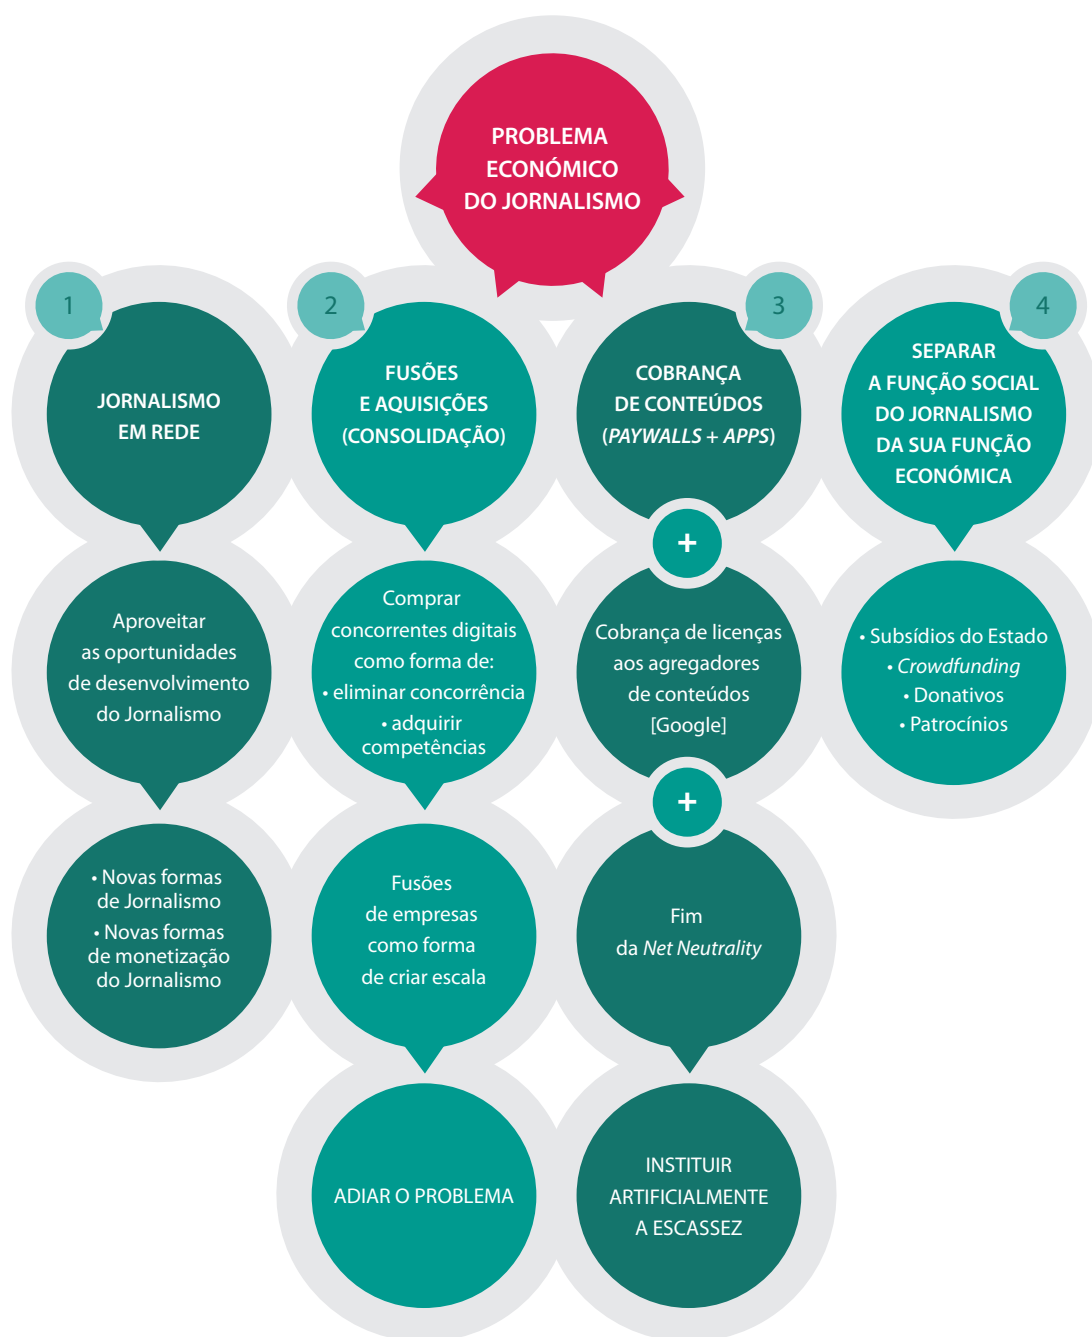 PROBLEMA
ECONÓMICO
DO JORNALISMO
1
JORNALISMO
EM REDE
Aproveitar
as oportunidades
de desenvolvimento
do Jornalismo
• Novas formas
de Jornalismo
• Novas formas
de monetização
do Jornalismo
2
FUSÕES
E AQUISIÇÕES
(CONSOLIDAÇÃO)
Comprar
concorrentes digitais
como forma de:
• eliminar concorrência
• adquirir
competências
Fusões
de empresas
como forma
de criar escala
ADIAR O PROBLEMA
3
COBRANÇA
DE CONTEÚDOS
(PAYWALLS + APPS)
+
Cobrança de licenças
aos agregadores
de conteúdos
[Google]
+
Fim
da Net Neutrality
INSTITUIR
ARTIFICIALMENTE
A ESCASSEZ
4
SEPARAR
A FUNÇÃO SOCIAL
DO JORNALISMO
DA SUA FUNÇÃO
ECONÓMICA
• Subsídios do Estado
• Crowdfunding
• Donativos
• Patrocínios